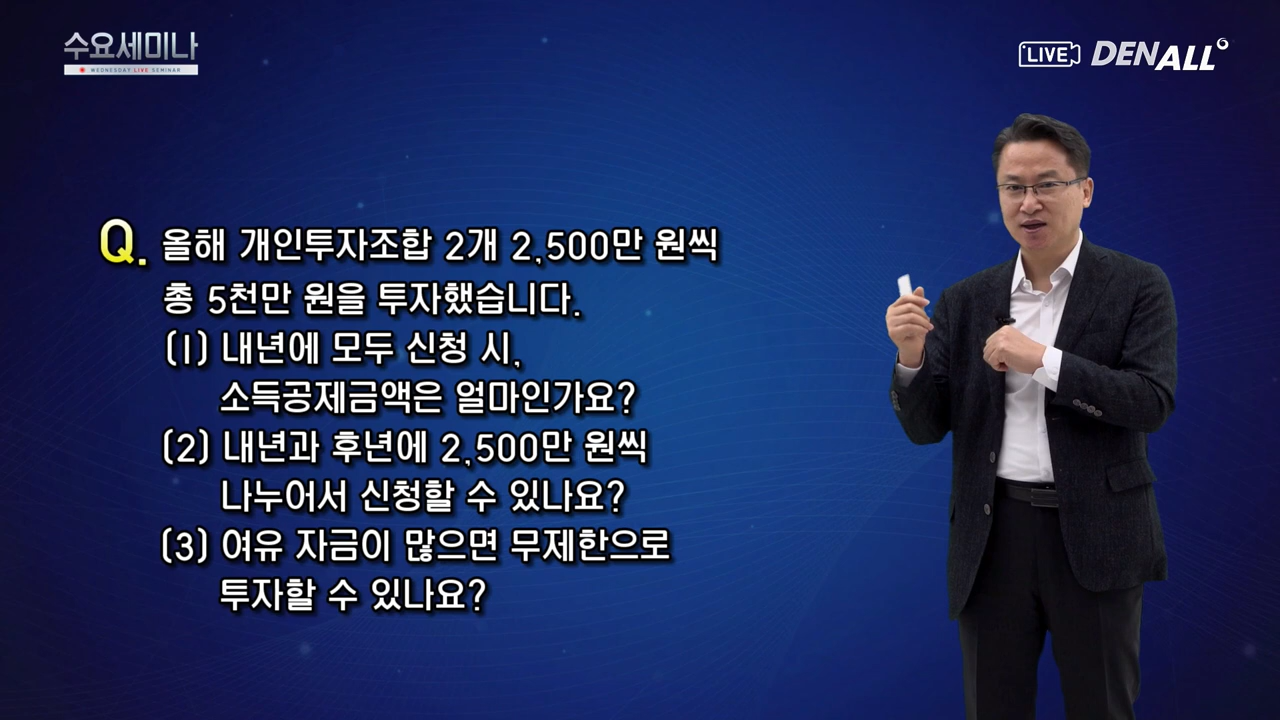 수요세미나
WEDNESDAY LIVE SEMINAR
LIVE DENALL
Q. 올해 개인투자조합 2개 2,500만 원씩
총 5천만 원을 투자했습니다.
(1) 내년에 모두 신청 시,
소득공제금액은 얼마인가요?
(2) 내년과 후년에 2,500만 원씩
나누어서 신청할 수 있나요?
(3) 여유 자금이 많으면 무제한으로
투자할 수 있나요?